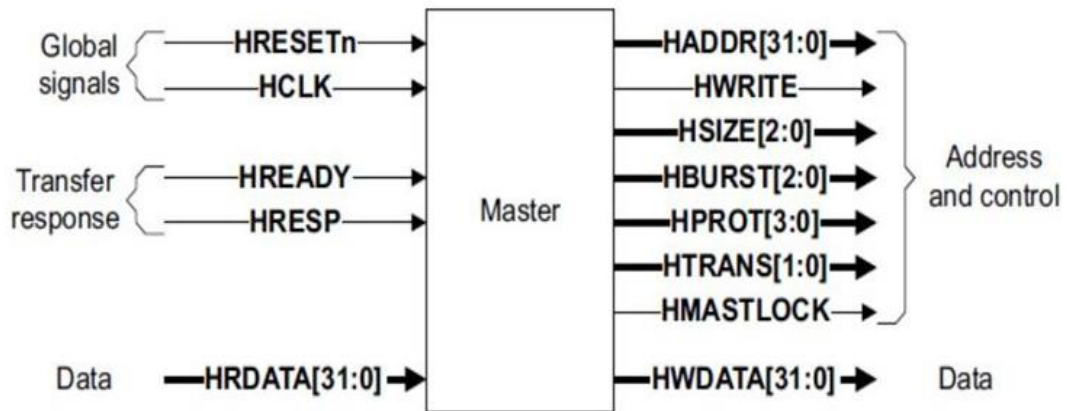 Global
signals
HRESETn
HCLK
Transfer
response
HREADY
HRESP
Data
HRDATA[31:0]
Master
HADDR[31:0]
HWRITE
HSIZE[2:0]
HBURST[2:0]
HPROT[3:0]
HTRANS[1:0]
HMASTLOCK
Address
and control
HWDATA[31:0]
Data